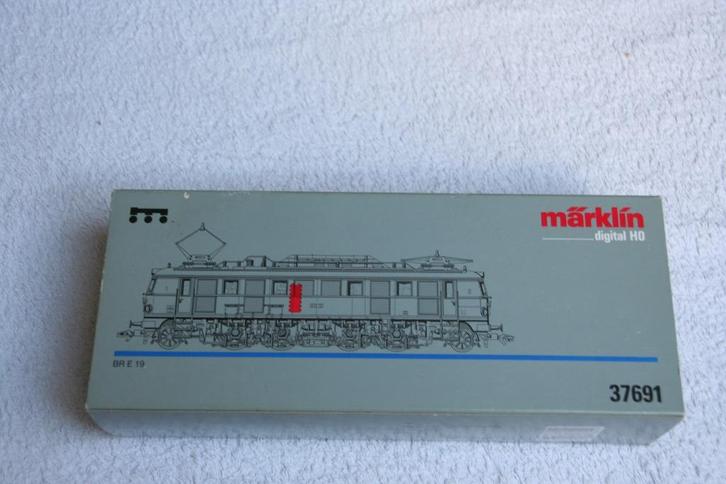 märklin
digital H0
BR E 19
37691